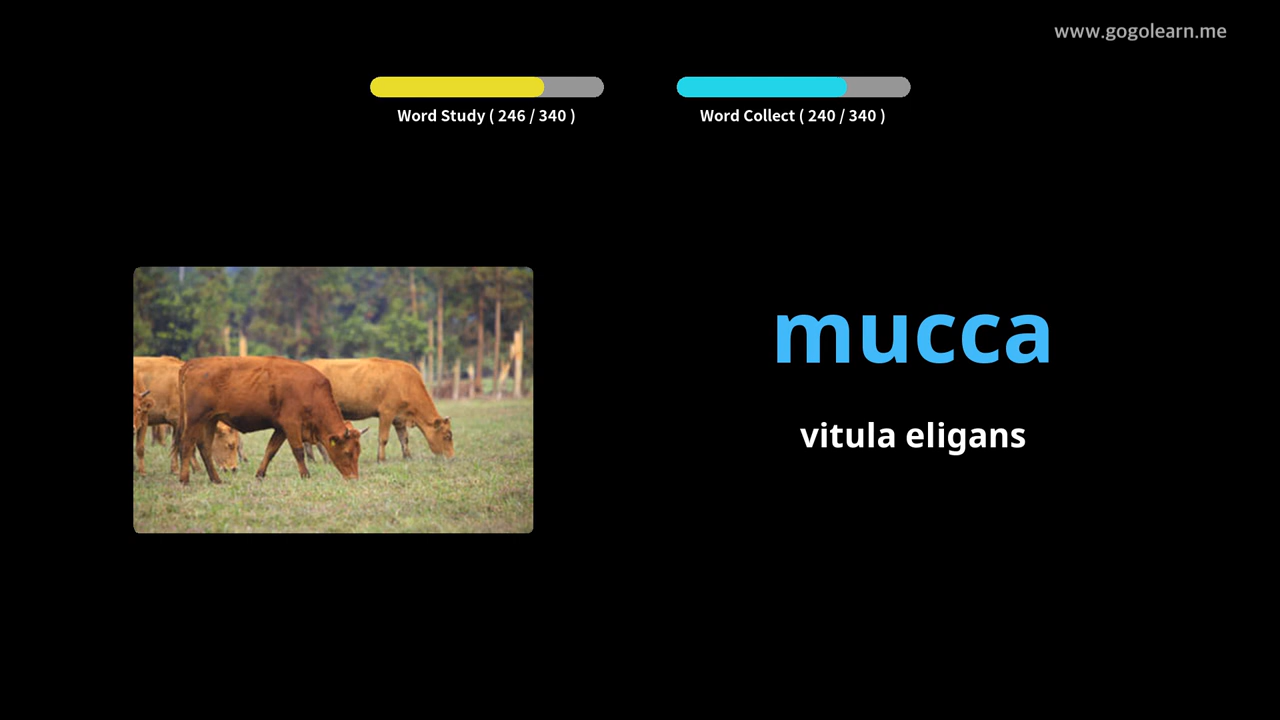 www.gogolearn.me
Word Study ( 246 / 340 )
Word Collect ( 240 / 340 )
mucca
vitula eligans